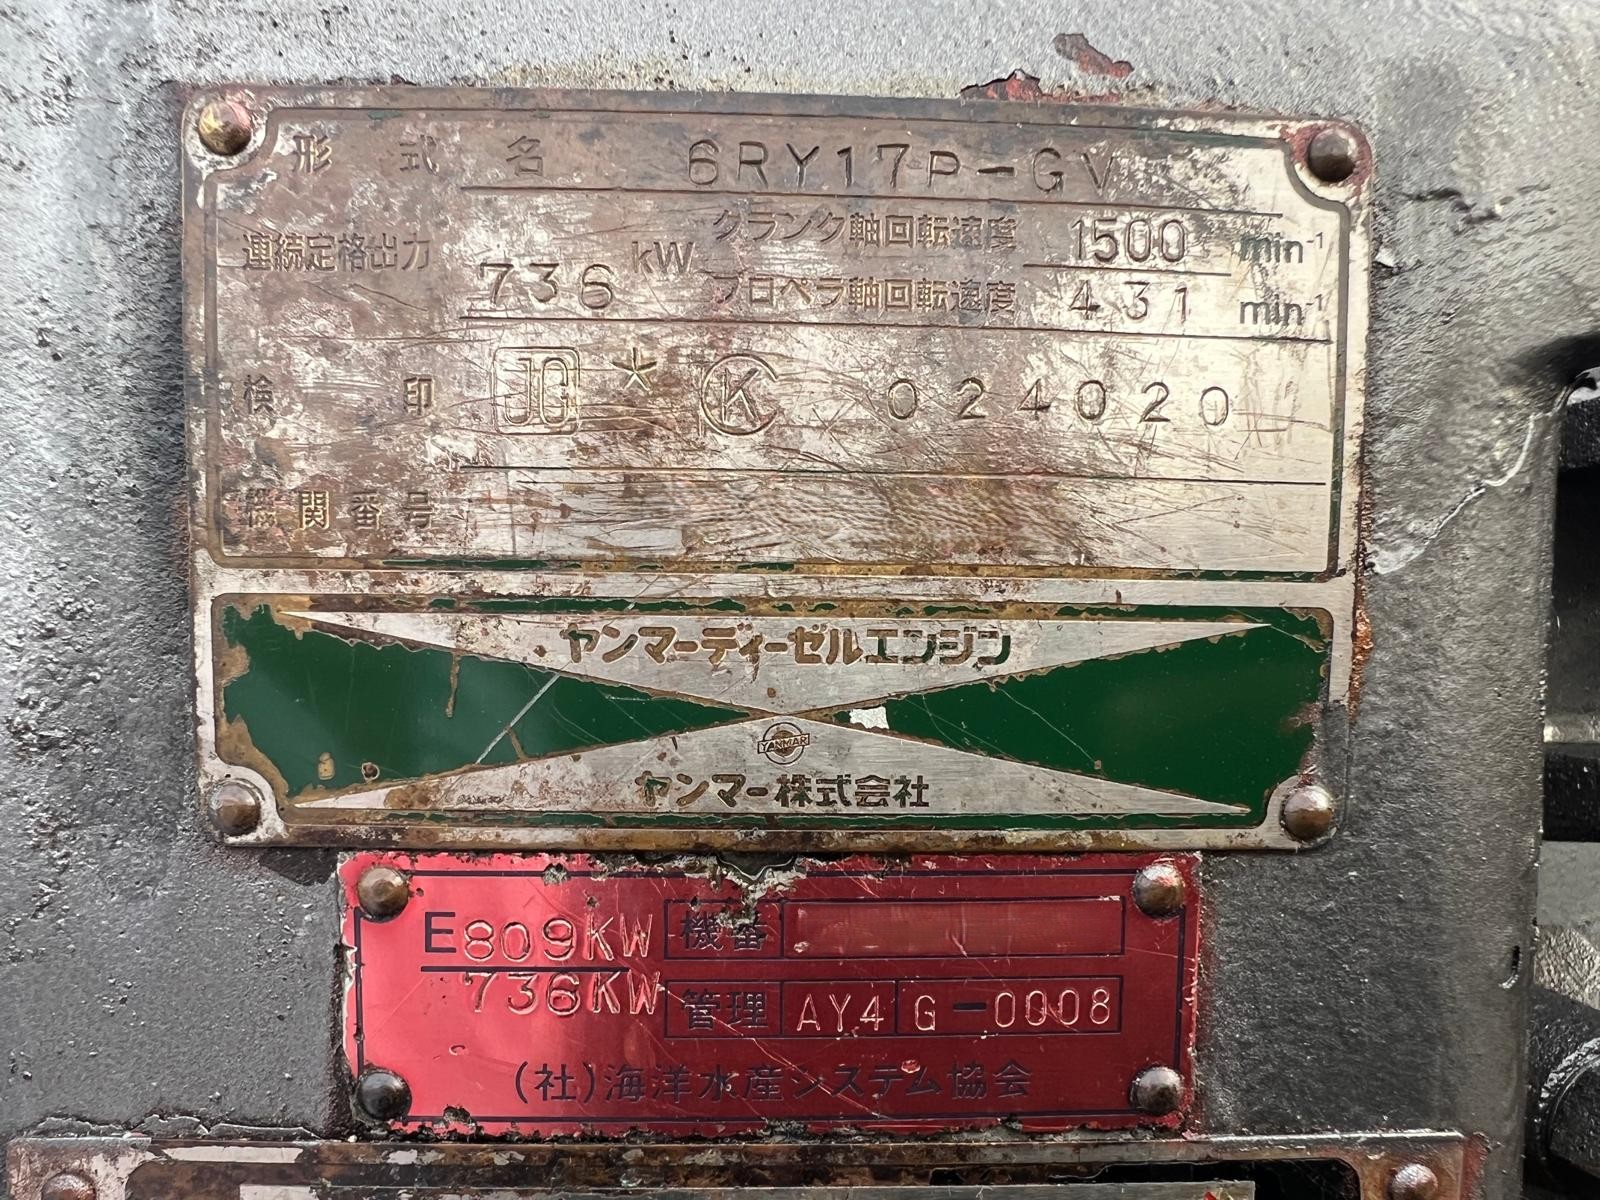 形式名 6RY17P-GV
連続定格出力 736 kW クランク軸回転速度 1500 min-1
プロペラ軸回転速度 431 min-1
検印 JG * K 024020
機関番号
ヤンマーディーゼルエンジン
YANMAR
ヤンマー株式会社
E809KW 機番
736KW 管理 AY4 G-0008
(社)海洋水産システム協会